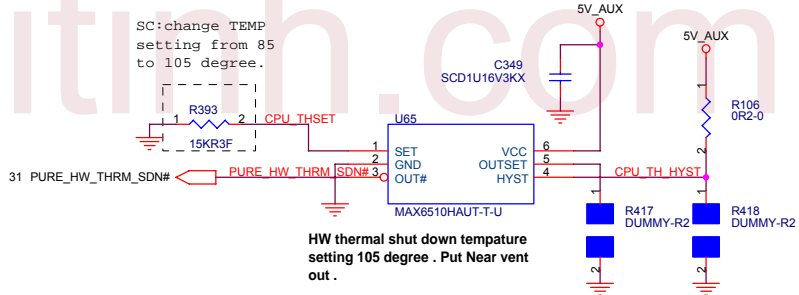 itinh.com
5V_AUX
5V_AUX
SC:change TEMP
setting from 85
to 105 degree.
C349
SCD1U16V3KX
R393
1 2
15KR3F
CPU_THSET
U65
R106
0R2-0
1
2
1 SET
2 GND
3 OUT#
VCC 6
OUTSET 5
HYST 4
31 PURE_HW_THRM_SDN#
PURE_HW_THRM_SDN#
CPU_TH_HYST
MAX6510HAUT-T-U
1
R417
DUMMY-R2
2
1
R418
DUMMY-R2
2
HW thermal shut down tempature
setting 105 degree . Put Near vent
out .